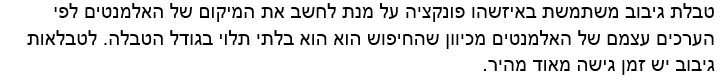 טבלת גיבוב משתמשת באיזשהו פונקציה על מנת לחשב את המיקום של האלמנטים לפי
הערכים עצמם של האלמנטים מכיוון שהחיפוש הוא הוא בלתי תלוי בגודל הטבלה. לטבלאות
גיבוב יש זמן גישה מאוד מהיר.